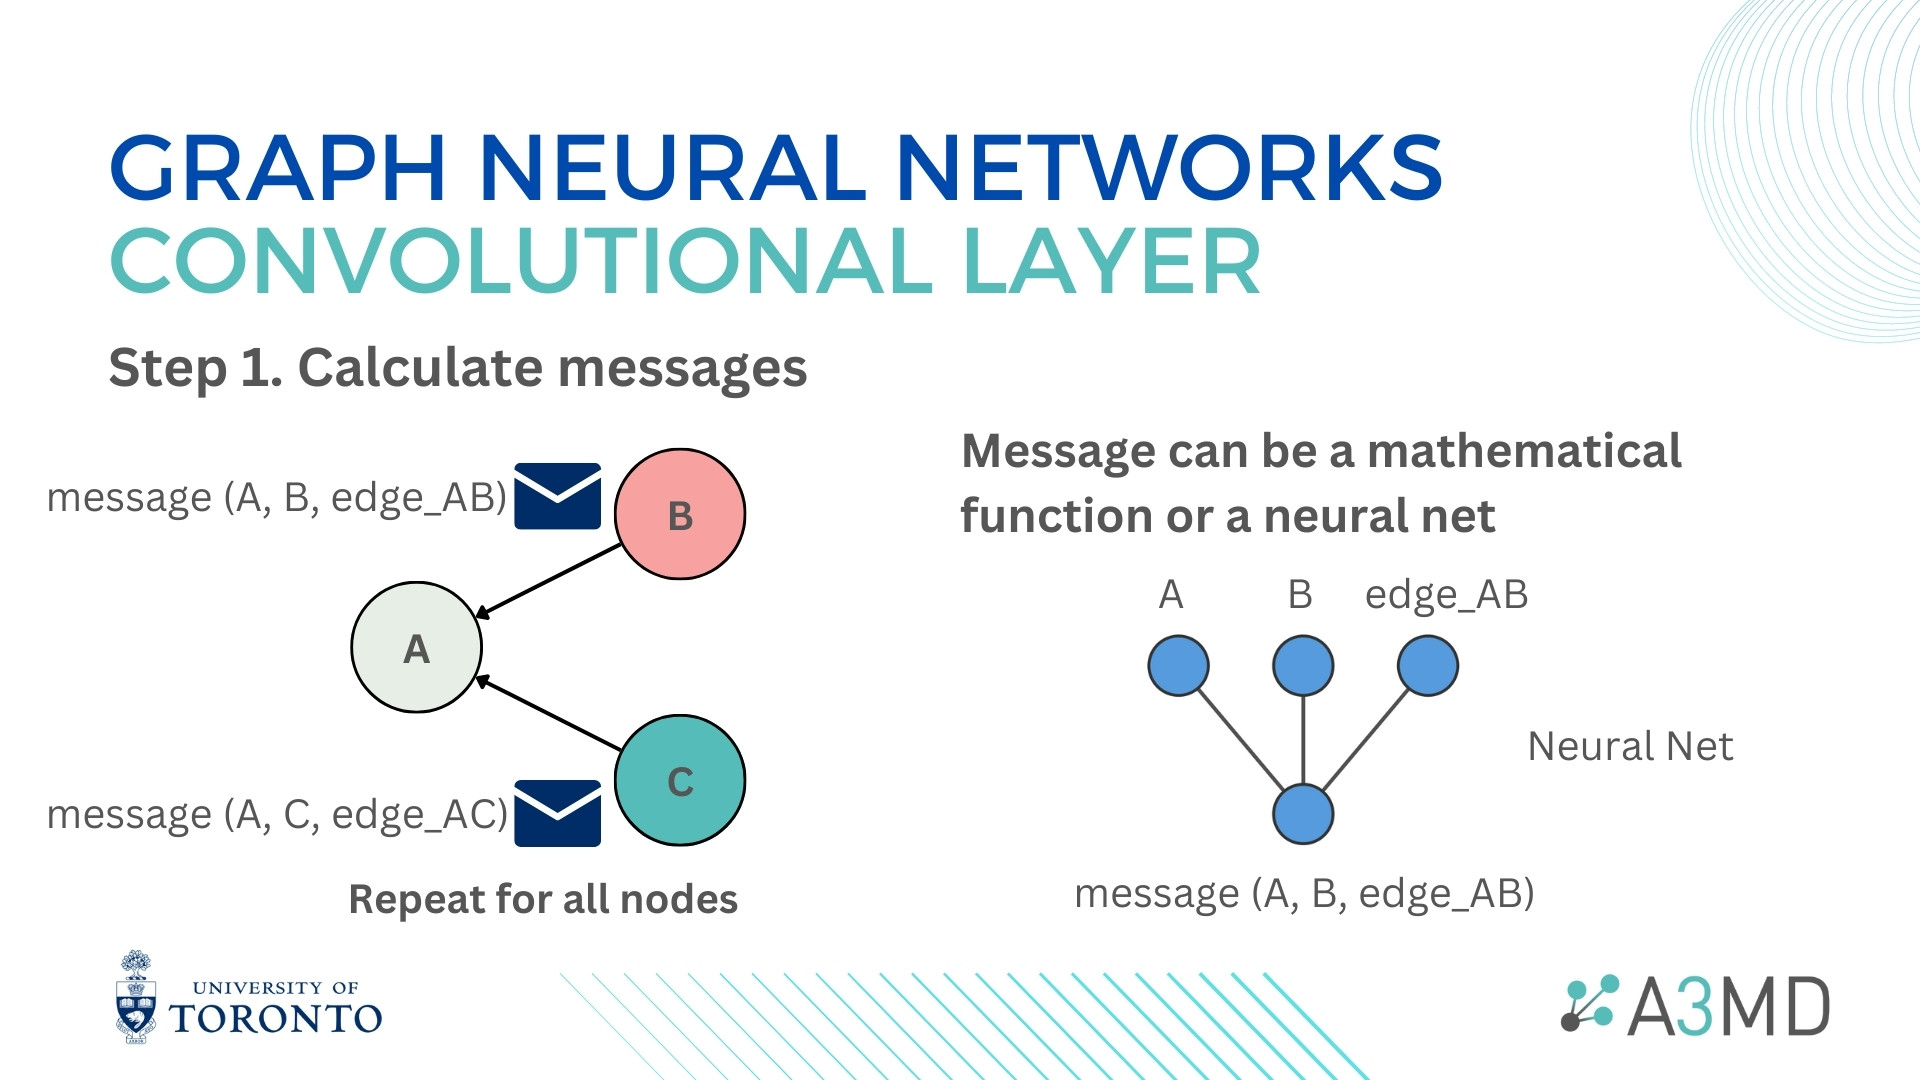 GRAPH NEURAL NETWORKS
CONVOLUTIONAL LAYER
Step 1. Calculate messages
message (A, B, edge_AB)
B
A
C
message (A, C, edge_AC)
Repeat for all nodes
Message can be a mathematical
function or a neural net
A B edge_AB
Neural Net
message (A, B, edge_AB)
UNIVERSITY OF
TORONTO
A3MD